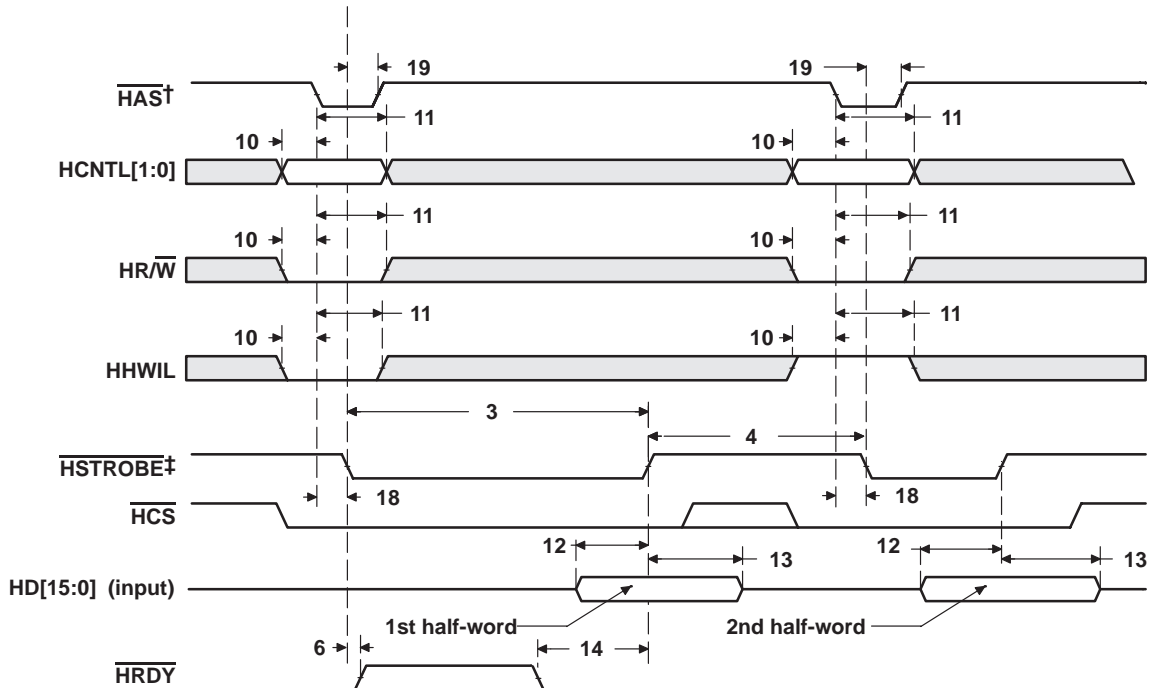 19 19
HAS†
11 11
10 10
HCNTL[1:0]
11 11
10 10
HR/W
11 11
10 10
HHWIL
3
4
HSTROBE‡
18 18
HCS
12 12
13 13
HD[15:0] (input)
1st half-word 2nd half-word
6 14
HRDY